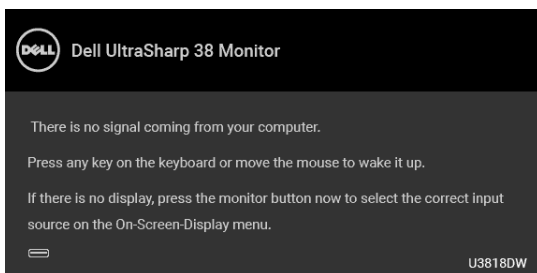 DELL
Dell UltraSharp 38 Monitor
There is no signal coming from your computer.
Press any key on the keyboard or move the mouse to wake it up.
If there is no display, press the monitor button now to select the correct input
source on the On-Screen-Display menu.
U3818DW